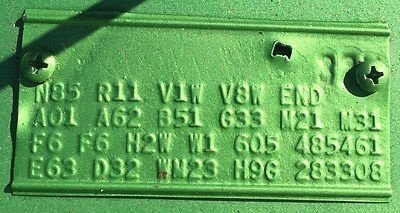 N85 R11 V1W V8W END
A01 A62 B51 G33 M21 M31
F6 F6 H2W W1 605 485461
E63 D32 WM23 H9G 283308